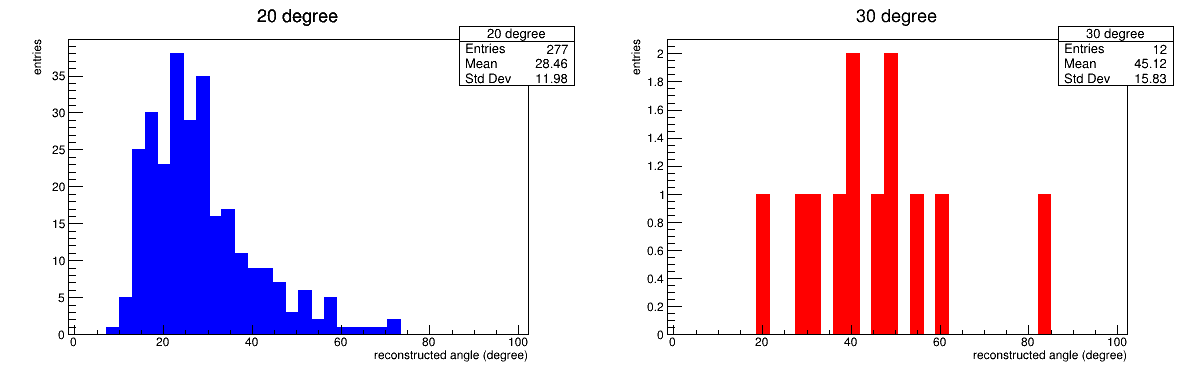 20 degree
20 degree
Entries 277
Mean 28.46
Std Dev 11.98
entries
35
30
25
20
15
10
5
0
0 20 40 60 80 100
reconstructed angle (degree)
30 degree
30 degree
Entries 12
Mean 45.12
Std Dev 15.83
entries
2
1.8
1.6
1.4
1.2
1
0.8
0.6
0.4
0.2
0
0 20 40 60 80 100
reconstructed angle (degree)